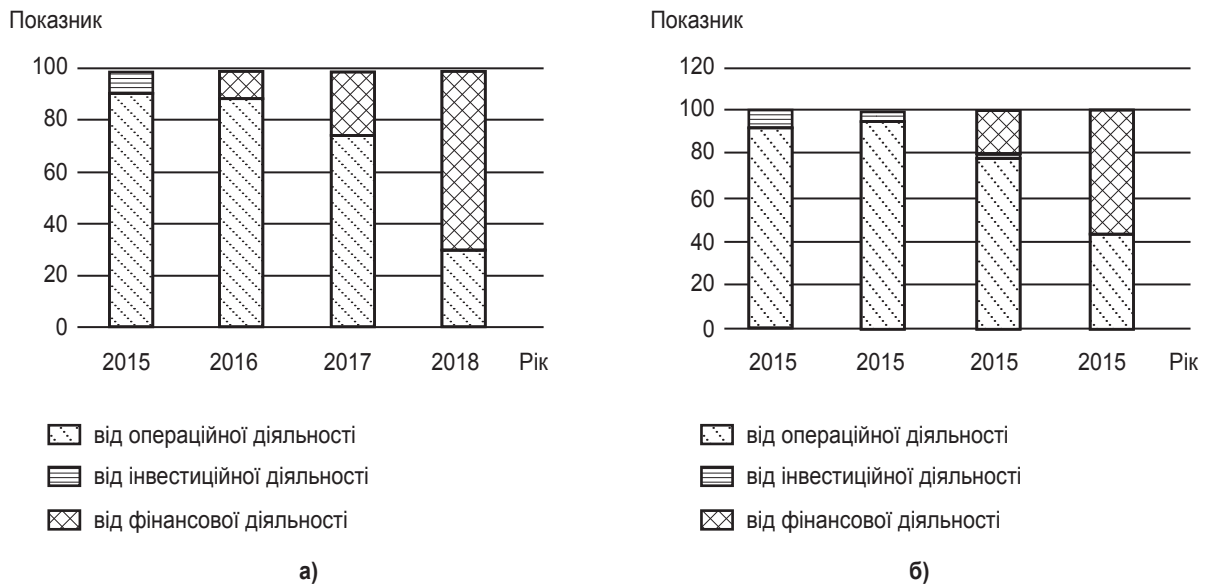 Показник
100
80
60
40
20
0
2015 2016 2017 2018 Рік
від операційної діяльності
від інвестиційної діяльності
від фінансової діяльності
а)
Показник
120
100
80
60
40
20
0
2015 2015 2015 2015 Рік
від операційної діяльності
від інвестиційної діяльності
від фінансової діяльності
б)